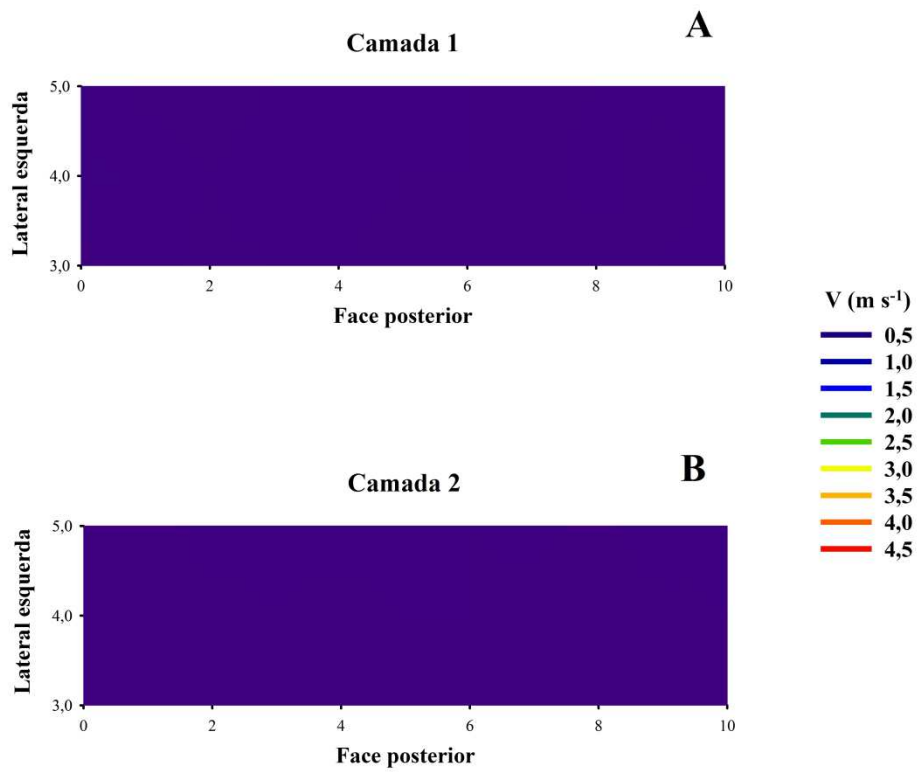 A
Camada 1
5,0
4,0
3,0
Lateral esquerda
0 2 4 6 8 10
Face posterior
V (m s-1)
0,5
1,0
1,5
2,0
2,5
3,0
3,5
4,0
4,5
B
Camada 2
5,0
4,0
3,0
Lateral esquerda
0 2 4 6 8 10
Face posterior